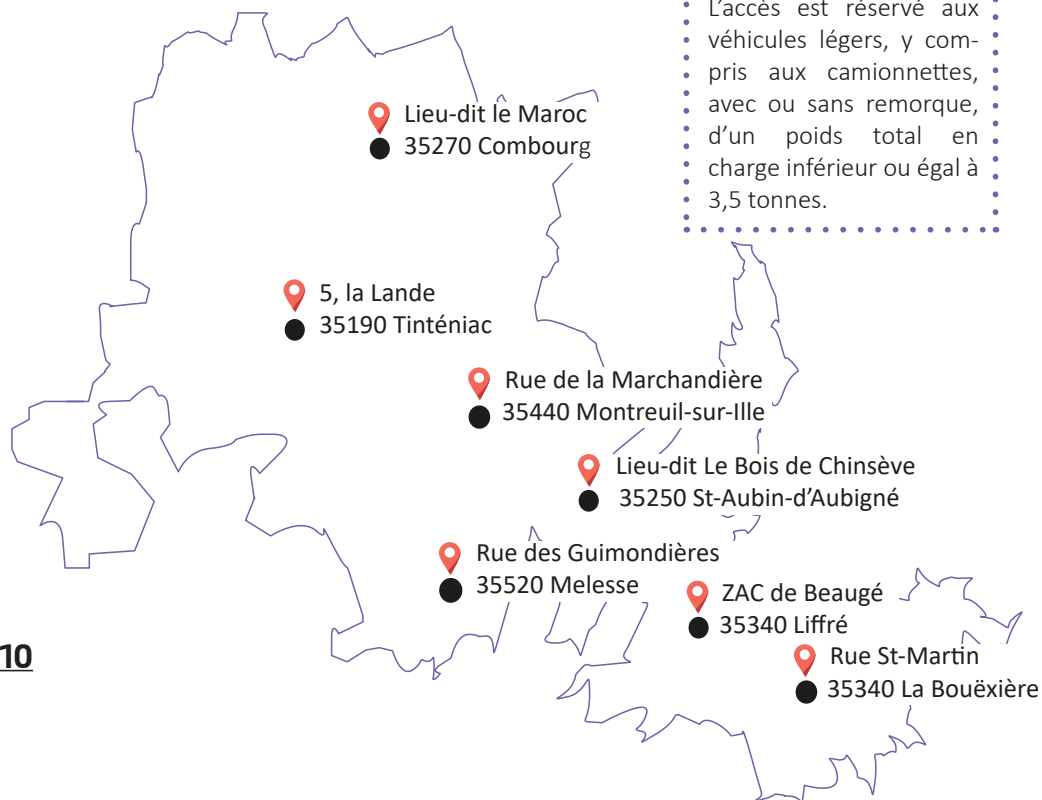 L'accès est réservé aux
véhicules légers, y com-
pris aux camionnettes,
avec ou sans remorque,
d'un poids total en
charge inférieur ou égal à
3,5 tonnes.
Lieu-dit le Maroc
35270 Combourg
5, la Lande
35190 Tinténiac
Rue de la Marchandière
35440 Montreuil-sur-Ille
Lieu-dit Le Bois de Chinsève
35250 St-Aubin-d'Aubigné
Rue des Guimondières
35520 Melesse
ZAC de Beaugé
35340 Liffré
Rue St-Martin
35340 La Bouëxière
10